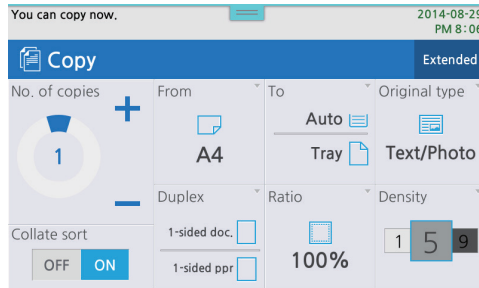 You can copy now.
2014-08-29
PM 8:06
Copy
Extended
No. of copies
1
From
A4
To
Auto
Tray
Original type
Text/Photo
Collate sort
OFF ON
Duplex
1-sided doc.
1-sided ppr
Ratio
100%
Density
1 5 9